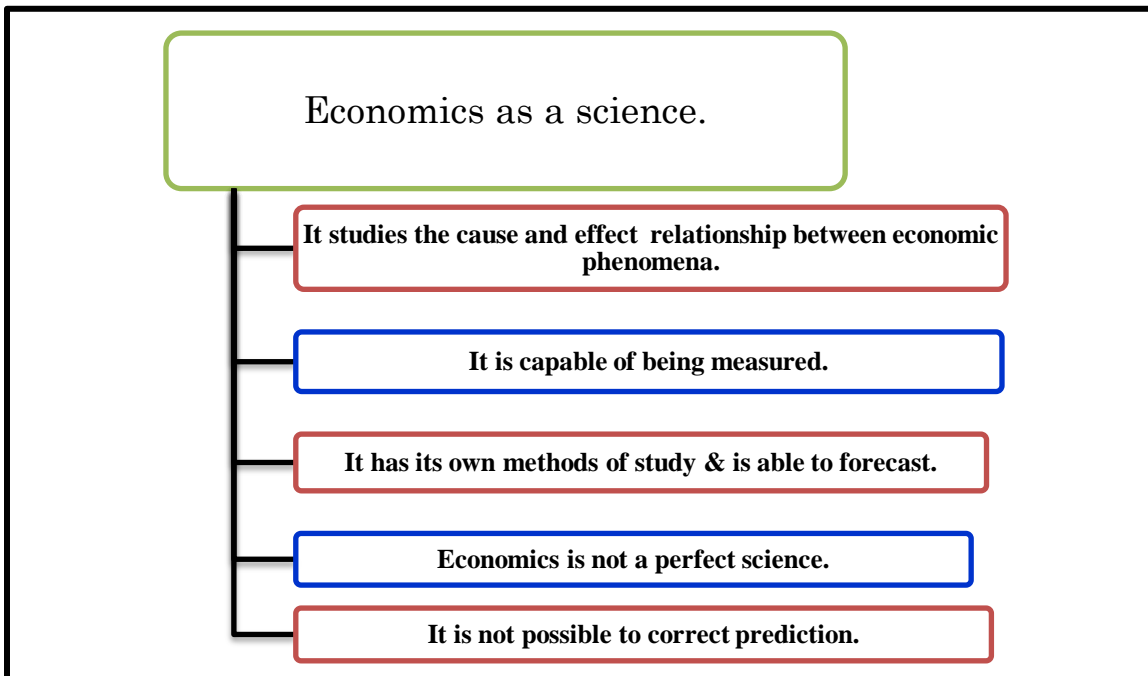 Economics as a science.
It studies the cause and effect relationship between economic
phenomena.
It is capable of being measured.
It has its own methods of study & is able to forecast.
Economics is not a perfect science.
It is not possible to correct prediction.